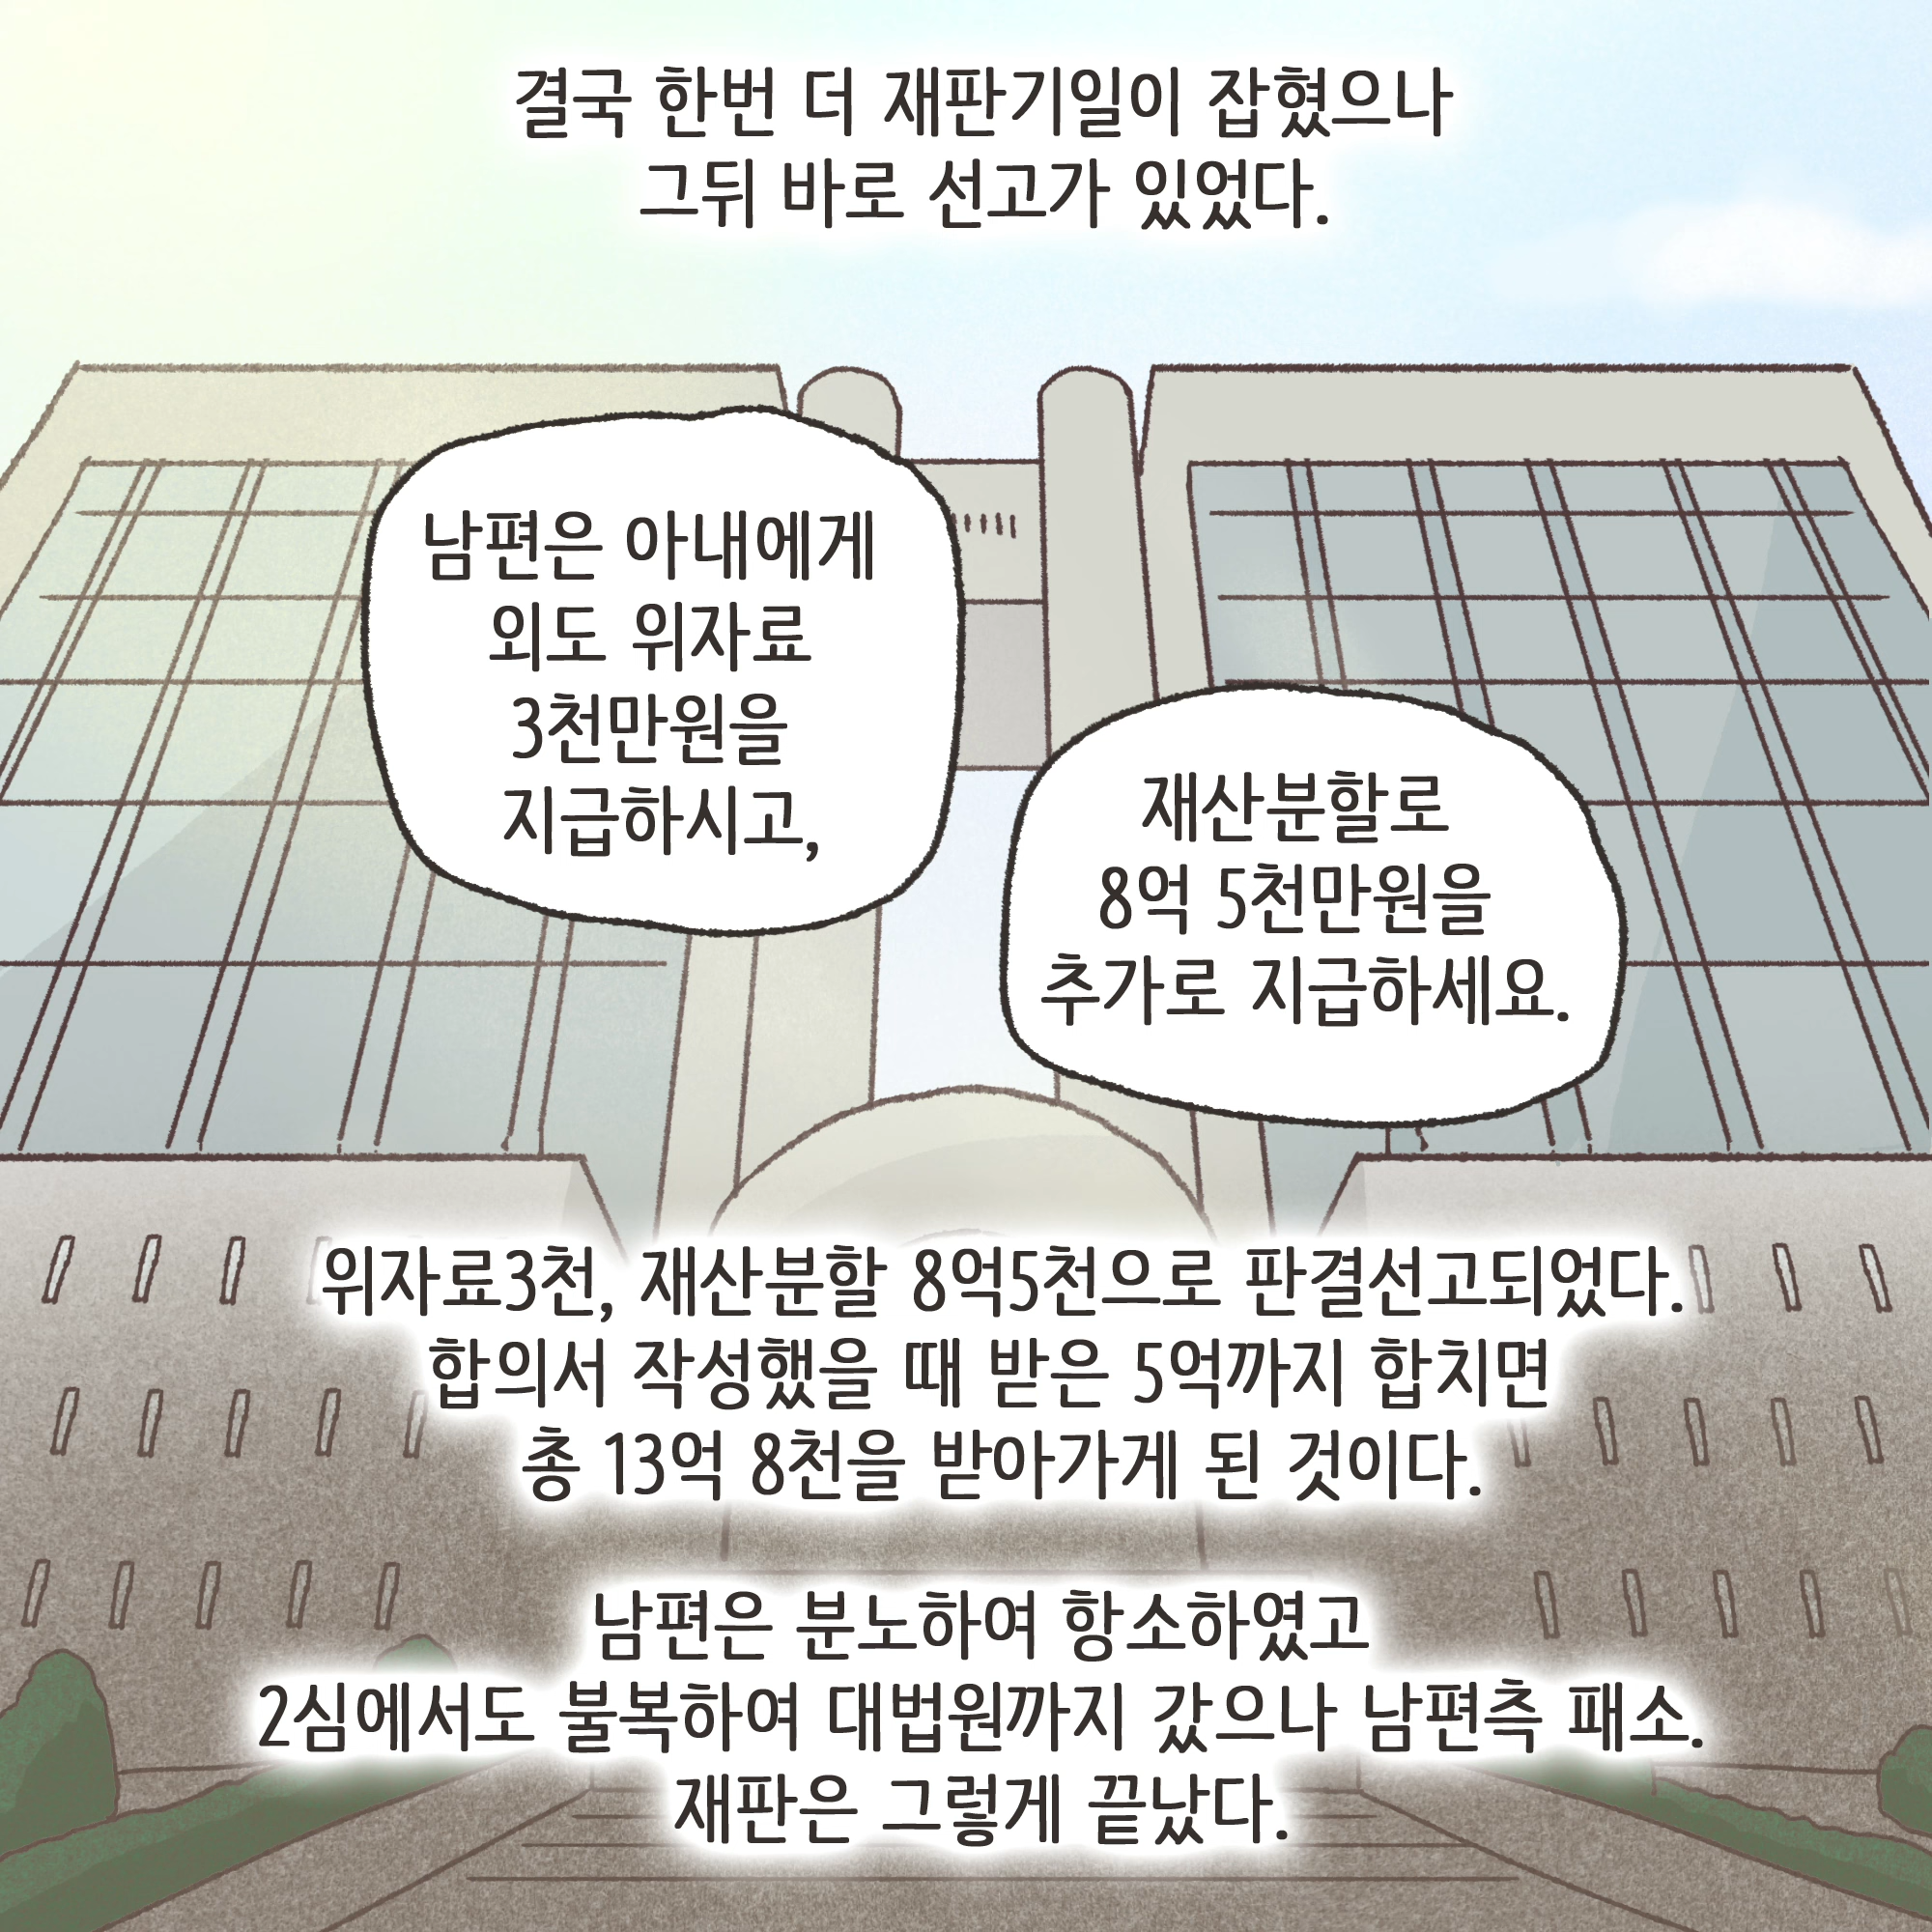 결국 한번 더 재판기일이 잡혔으나
그뒤 바로 선고가 있었다.
남편은 아내에게
외도 위자료
3천만원을
지급하시고,
재산분할로
8억 5천만원을
추가로 지급하세요.
위자료3천, 재산분할 8억5천으로 판결선고되었다.
합의서 작성했을 때 받은 5억까지 합치면
총 13억 8천을 받아가게 된 것이다.
남편은 분노하여 항소하였고
2심에서도 불복하여 대법원까지 갔으나 남편측 패소.
재판은 그렇게 끝났다.